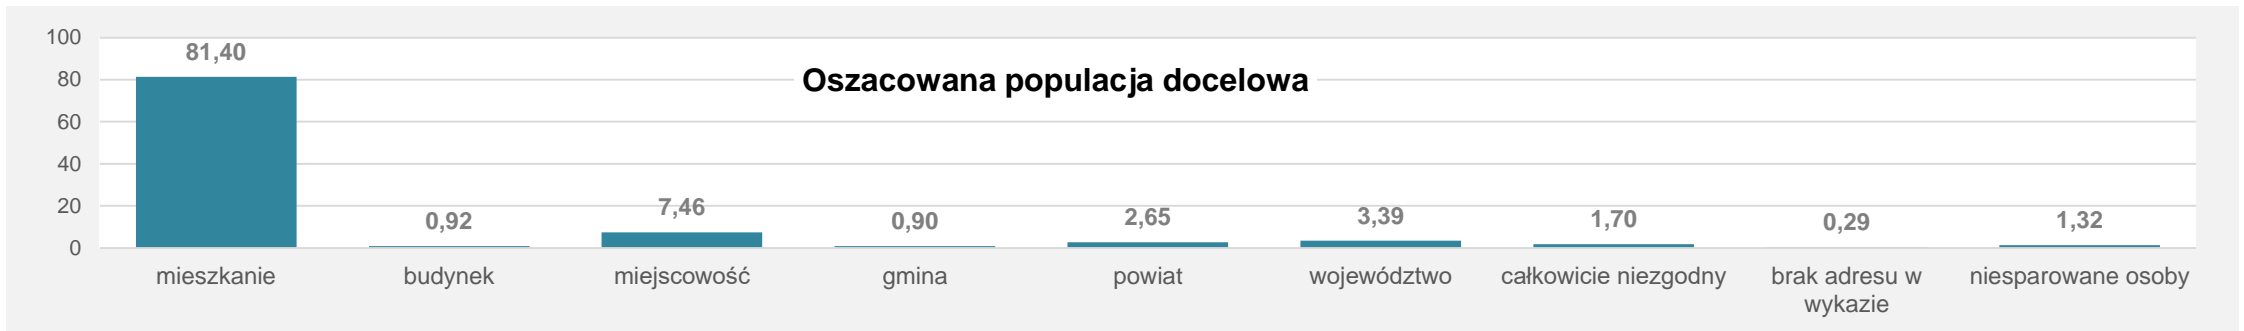 Oszacowana populacja docelowa
100
80
60
40
20
0
81,40
0,92
7,46
0,90
2,65
3,39
1,70
0,29
1,32
mieszkanie
budynek
miejscowość
gmina
powiat
województwo
całkowicie niezgodny
brak adresu w
wykazie
niesparowane osoby